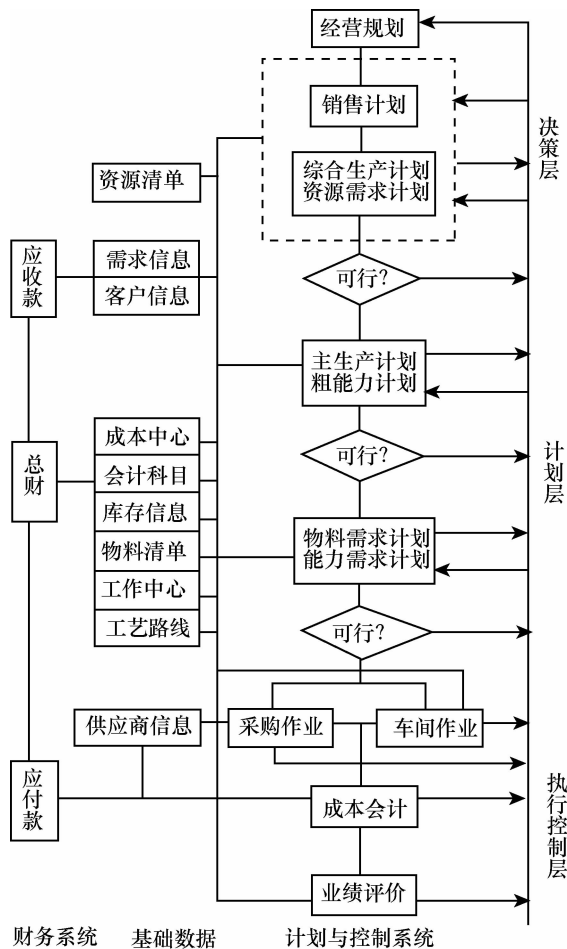 经营规划
销售计划
综合生产计划
资源需求计划
决策层
资源清单
应收款
需求信息
客户信息
可行?
主生产计划
粗能力计划
成本中心
会计科目
库存信息
物料清单
工作中心
工艺路线
总财
可行?
计划层
物料需求计划
能力需求计划
可行?
供应商信息
采购作业
车间作业
应付款
成本会计
执行控制层
业绩评价
财务系统
基础数据
计划与控制系统